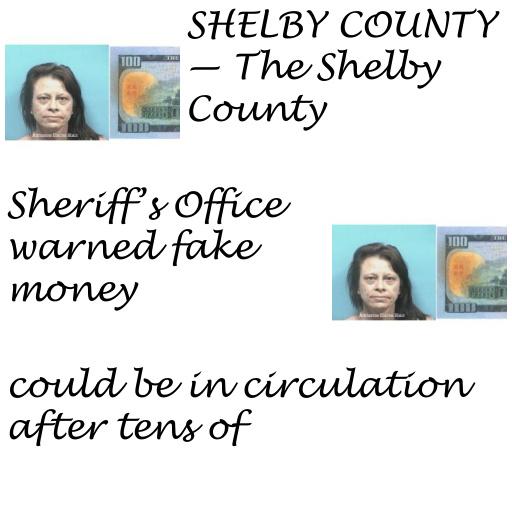 SHELBY COUNTY
— The Shelby
County
Sheriff's Office
warned fake
money
could be in circulation
after tens of